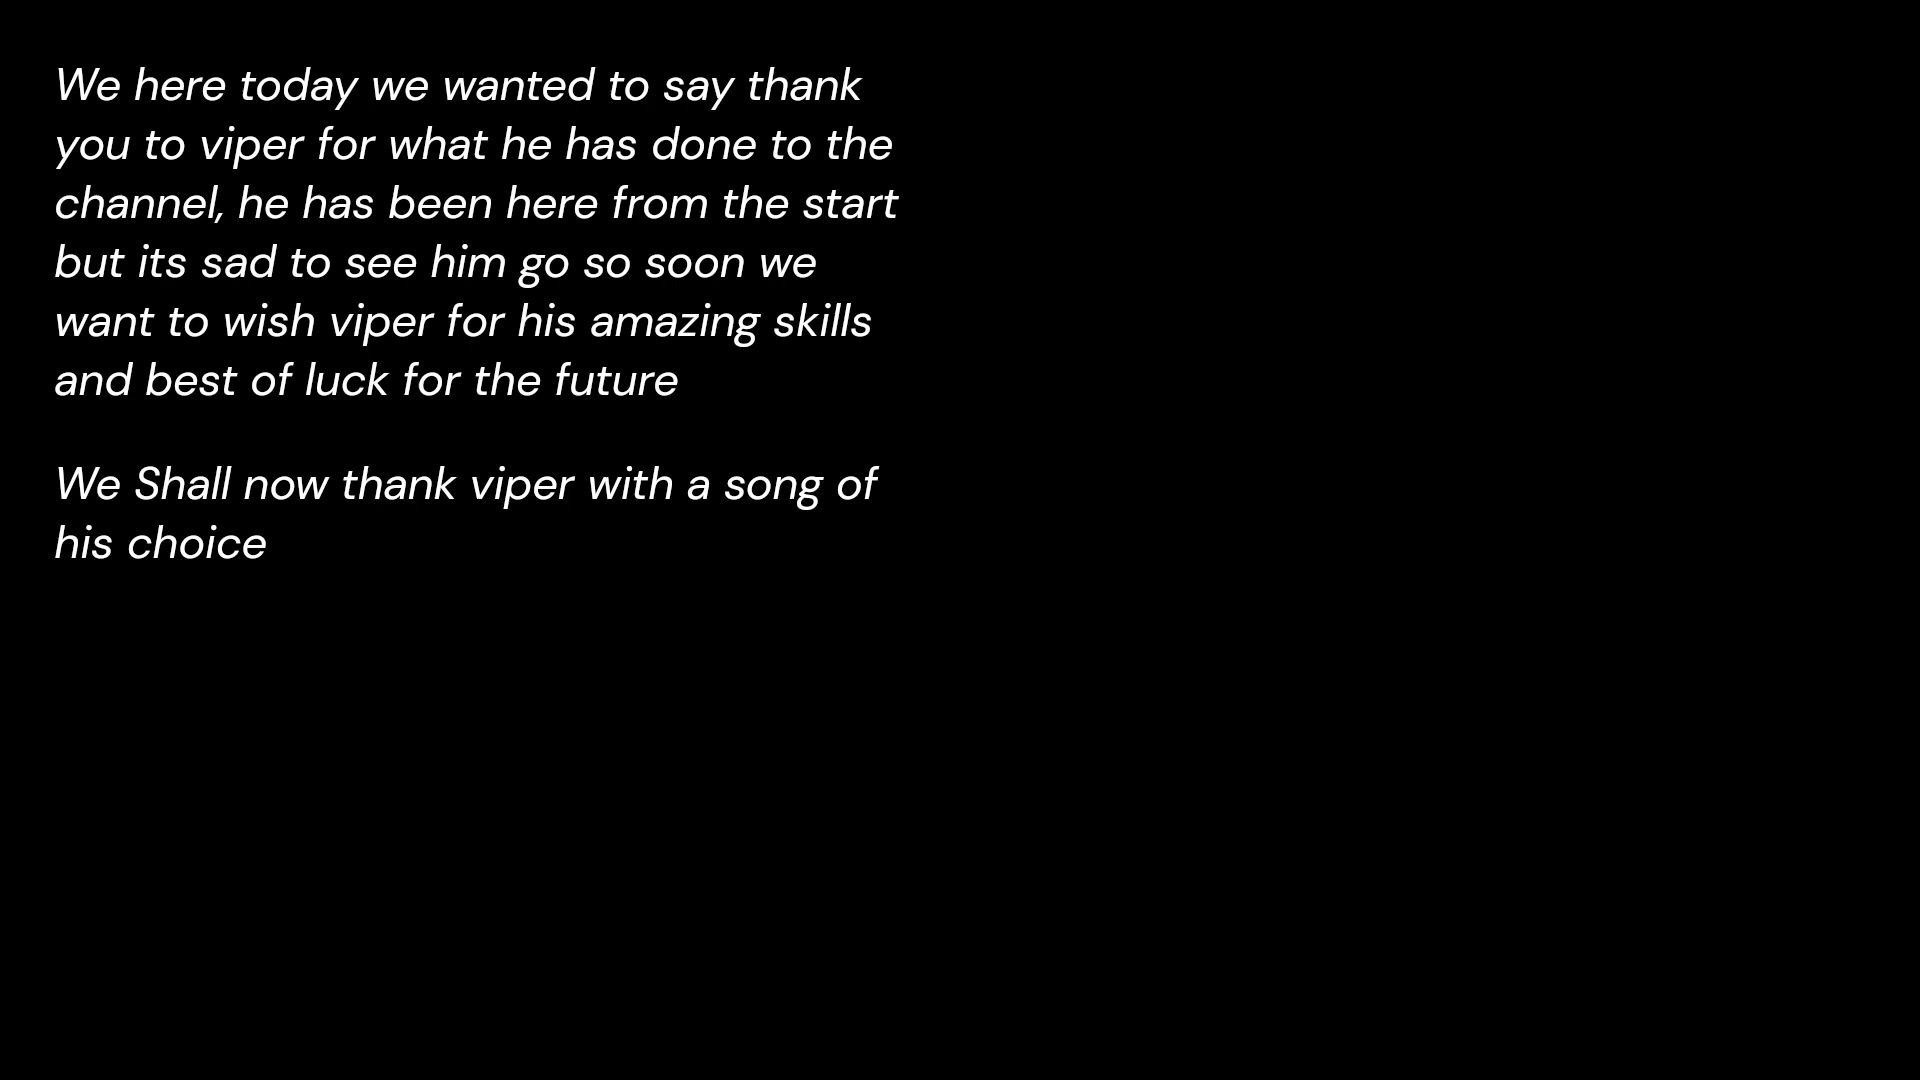 We here today we wanted to say thank
you to viper for what he has done to the
channel, he has been here from the start
but its sad to see him go so soon we
want to wish viper for his amazing skills
and best of luck for the future
We Shall now thank viper with a song of
his choice